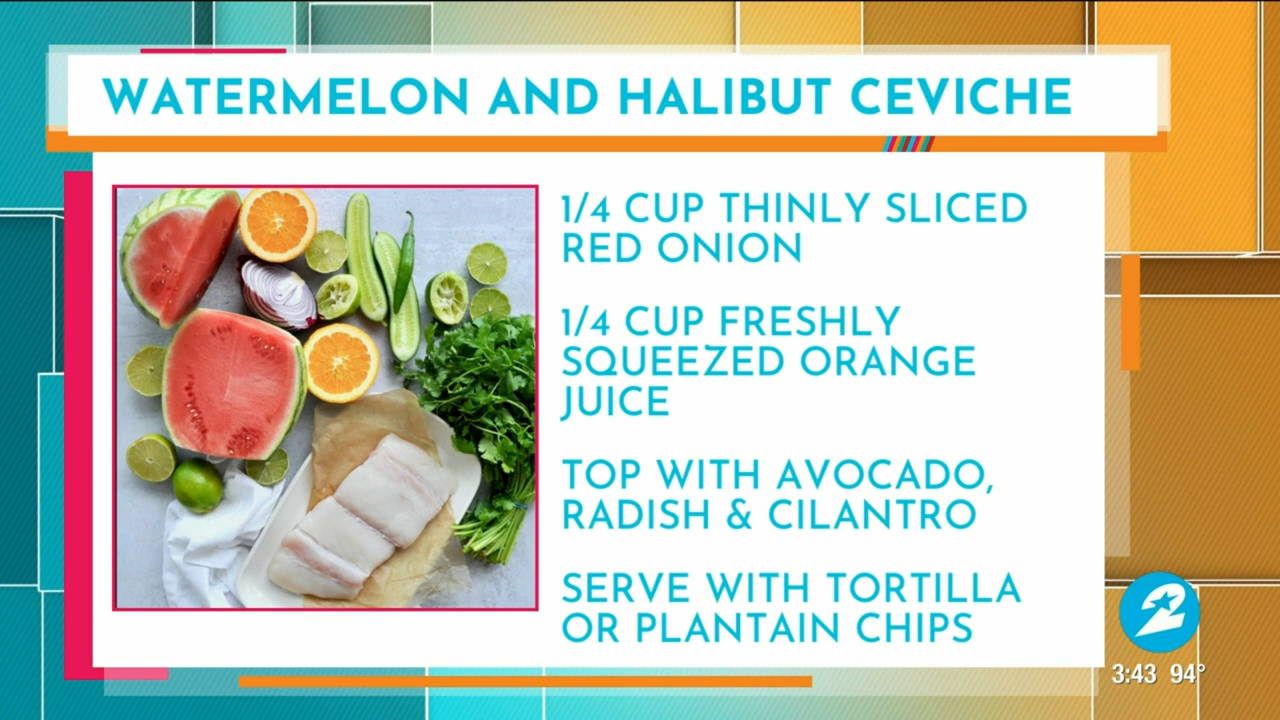 WATERMELON AND HALIBUT CEVICHE
1/4 CUP THINLY SLICED
RED ONION
1/4 CUP FRESHLY
SQUEEZED ORANGE
JUICE
TOP WITH AVOCADO,
RADISH & CILANTRO
SERVE WITH TORTILLA
OR PLANTAIN CHIPS
2
3:43 94°